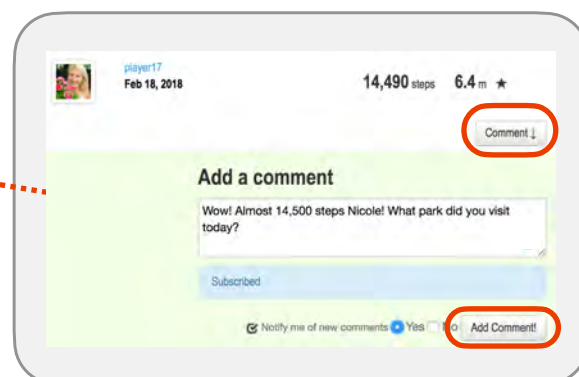 player17
Feb 18, 2018
14,490 steps 6.4 m ★
Comment ↓
Add a comment
Wow! Almost 14,500 steps Nicole! What park did you visit
today?
Subscribed
Notify me of new comments Yes No Add Comment!